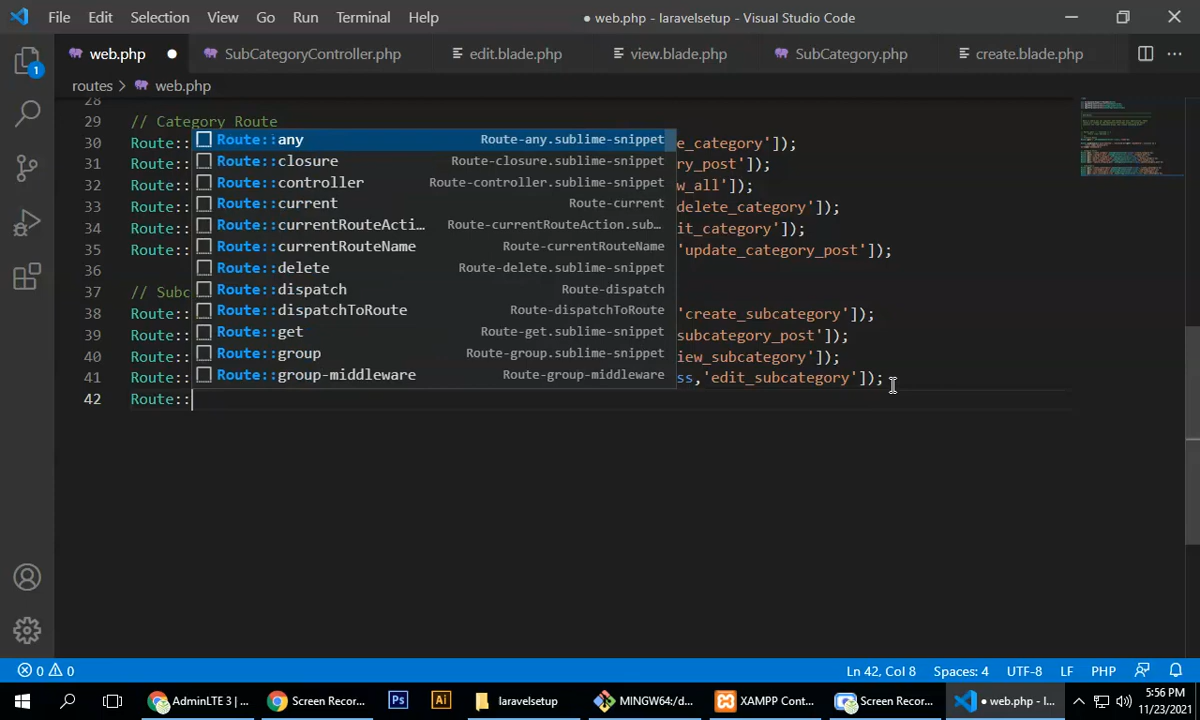 File Edit Selection View Go Run Terminal Help
● web.php - laravelsetup - Visual Studio Code
web.php ● SubCategoryController.php edit.blade.php view.blade.php SubCategory.php create.blade.php
1
routes > web.php
28
29 // Category Route
30 Route:: e_category']);
31 Route:: ry_post']);
32 Route:: w_all']);
33 Route:: delete_category']);
34 Route:: it_category']);
35 Route:: 'update_category_post']);
36
37 // Subc
38 Route:: 'create_subcategory']);
39 Route:: subcategory_post']);
40 Route:: iew_subcategory']);
41 Route:: ss,'edit_subcategory']);
42 Route::
Route::any Route-any.sublime-snippet
Route::closure Route-closure.sublime-snippet
Route::controller Route-controller.sublime-snippet
Route::current Route-current
Route::currentRouteActi... Route-currentRouteAction.sub...
Route::currentRouteName Route-currentRouteName
Route::delete Route-delete.sublime-snippet
Route::dispatch Route-dispatch
Route::dispatchToRoute Route-dispatchToRoute
Route::get Route-get.sublime-snippet
Route::group Route-group.sublime-snippet
Route::group-middleware Route-group-middleware
0 0 Ln 42, Col 8 Spaces: 4 UTF-8 LF PHP
AdminLTE 3 | ... Screen Recor... Ps Ai laravelsetup MINGW64:/d... XAMPP Cont... Screen Recor... ● web.php - l... 5:56 PM
11/23/2021